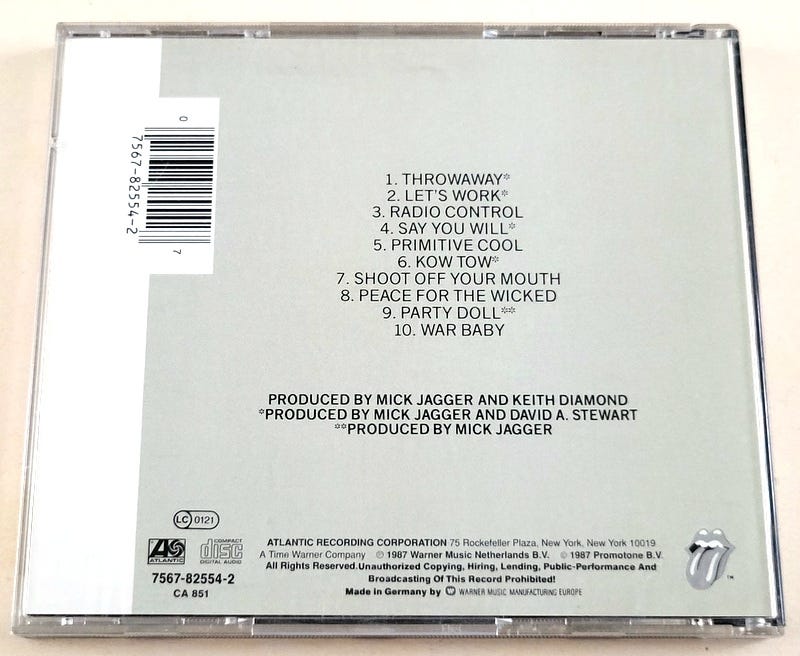 0
7567-82554-2
7
1. THROWAWAY*
2. LET'S WORK*
3. RADIO CONTROL
4. SAY YOU WILL*
5. PRIMITIVE COOL
6. KOW TOW*
7. SHOOT OFF YOUR MOUTH
8. PEACE FOR THE WICKED
9. PARTY DOLL**
10. WAR BABY
PRODUCED BY MICK JAGGER AND KEITH DIAMOND
*PRODUCED BY MICK JAGGER AND DAVID A. STEWART
**PRODUCED BY MICK JAGGER
LC 0121
ATLANTIC
COMPACT
disc
DIGITAL AUDIO
7567-82554-2
CA 851
ATLANTIC RECORDING CORPORATION 75 Rockefeller Plaza, New York, New York 10019
A Time Warner Company ℗ 1987 Warner Music Netherlands B.V. © 1987 Promotone B.V.
All Rights Reserved.Unauthorized Copying, Hiring, Lending, Public-Performance And
Broadcasting Of This Record Prohibited!
Made in Germany by WARNER MUSIC MANUFACTURING EUROPE
TM